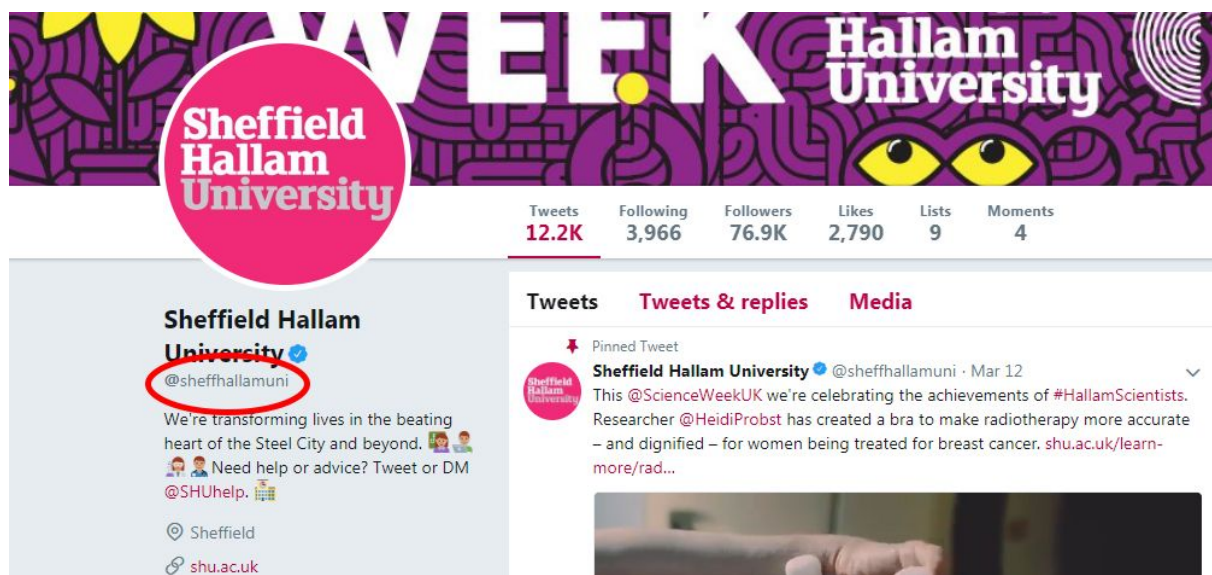 WEEK
Hallam
University
Sheffield
Hallam
University
Tweets Following Followers Likes Lists Moments
12.2K 3,966 76.9K 2,790 9 4
Sheffield Hallam
University
@sheffhallamuni
We're transforming lives in the beating
heart of the Steel City and beyond.
Need help or advice? Tweet or DM
@SHUhelp.
Sheffield
shu.ac.uk
Tweets Tweets & replies Media
Pinned Tweet
Sheffield Hallam University @sheffhallamuni · Mar 12
Sheffield
Hallam
University
This @ScienceWeekUK we're celebrating the achievements of #HallamScientists.
Researcher @HeidiProbst has created a bra to make radiotherapy more accurate
– and dignified – for women being treated for breast cancer. shu.ac.uk/learn-
more/rad...